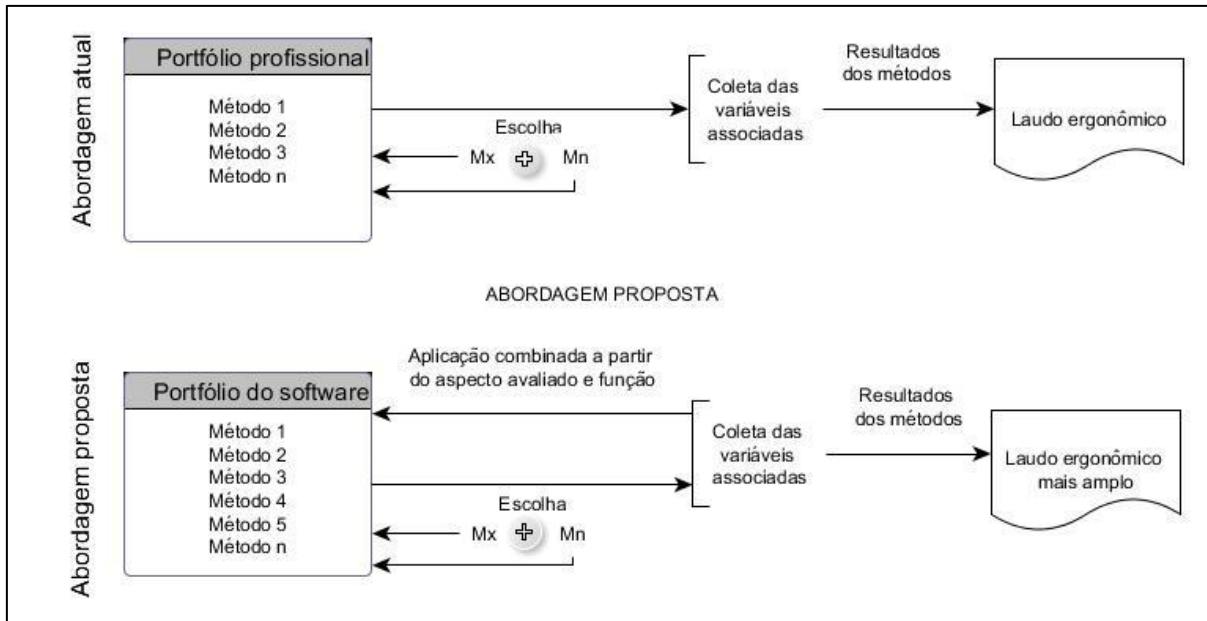 Abordagem atual
Portfólio profissional
Método 1
Método 2
Método 3
Método n
Escolha
Mx
Mn
Coleta das
variáveis
associadas
Resultados
dos métodos
Laudo ergonômico
ABORDAGEM PROPOSTA
Abordagem proposta
Portfólio do software
Método 1
Método 2
Método 3
Método 4
Método 5
Método n
Aplicação combinada a partir
do aspecto avaliado e função
Escolha
Mx
Mn
Coleta das
variáveis
associadas
Resultados
dos métodos
Laudo ergonômico
mais amplo